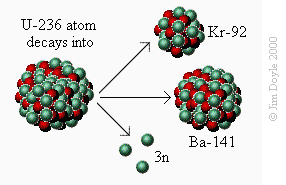 U-236 atom
decays into
Kr-92
Ba-141
3n
© Jim Doyle 2000